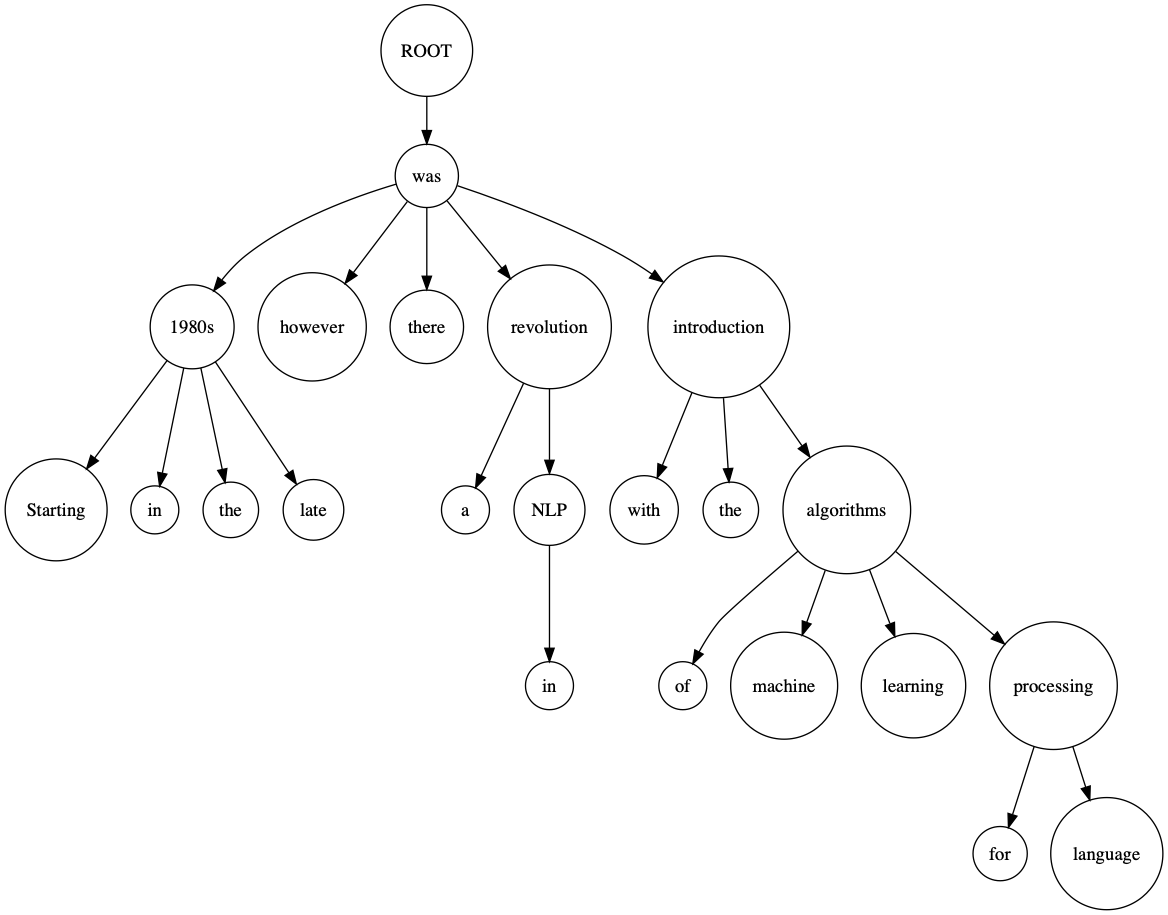 ROOT
was
1980s however there revolution introduction
Starting in the late a NLP with the algorithms
in of machine learning processing
for language